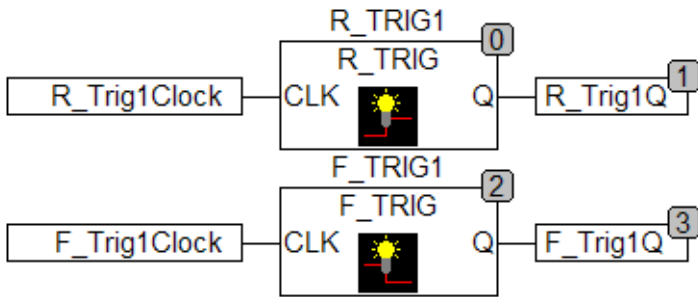 R_TRIG1
0
R_TRIG
R_Trig1Clock CLK Q R_Trig1Q 1
F_TRIG1
2
F_TRIG
F_Trig1Clock CLK Q F_Trig1Q 3